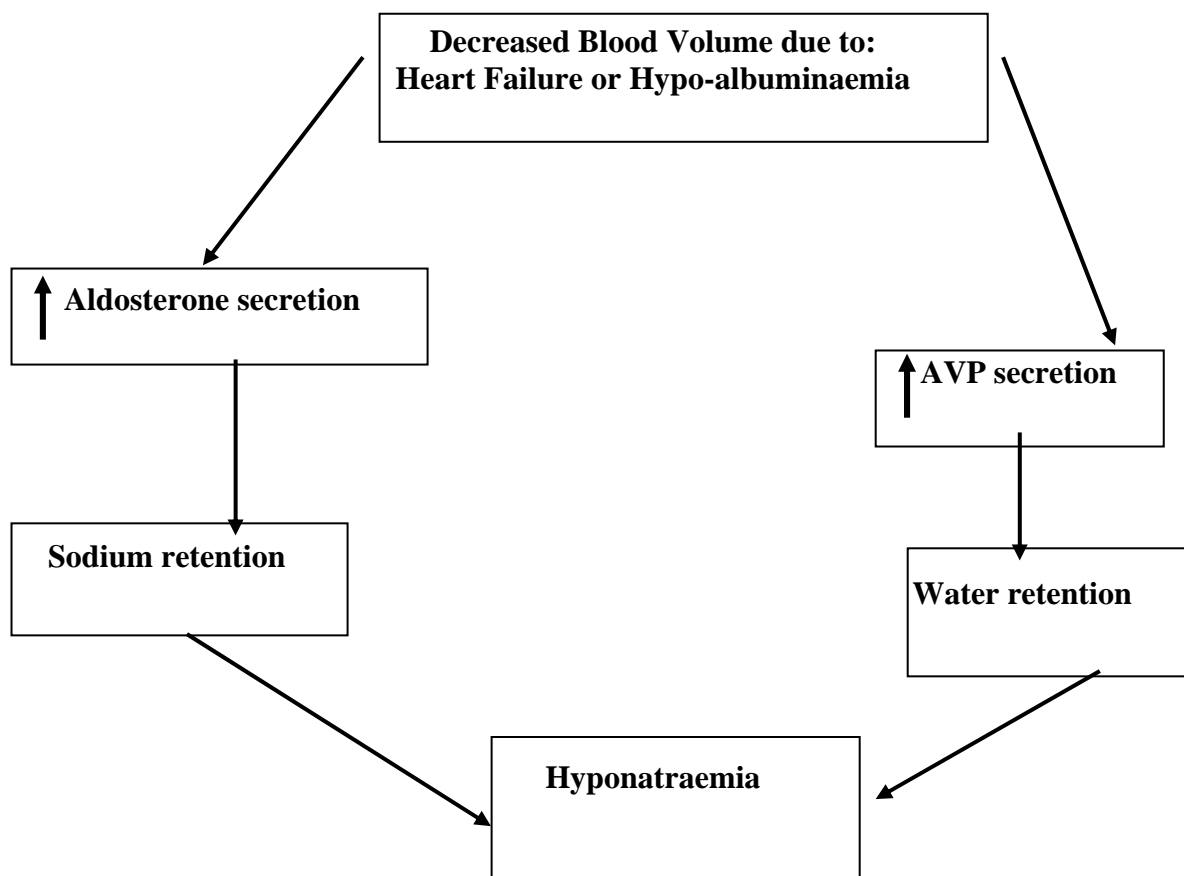 Decreased Blood Volume due to:
Heart Failure or Hypo-albuminaemia
Aldosterone secretion
AVP secretion
Sodium retention
Water retention
Hyponatraemia